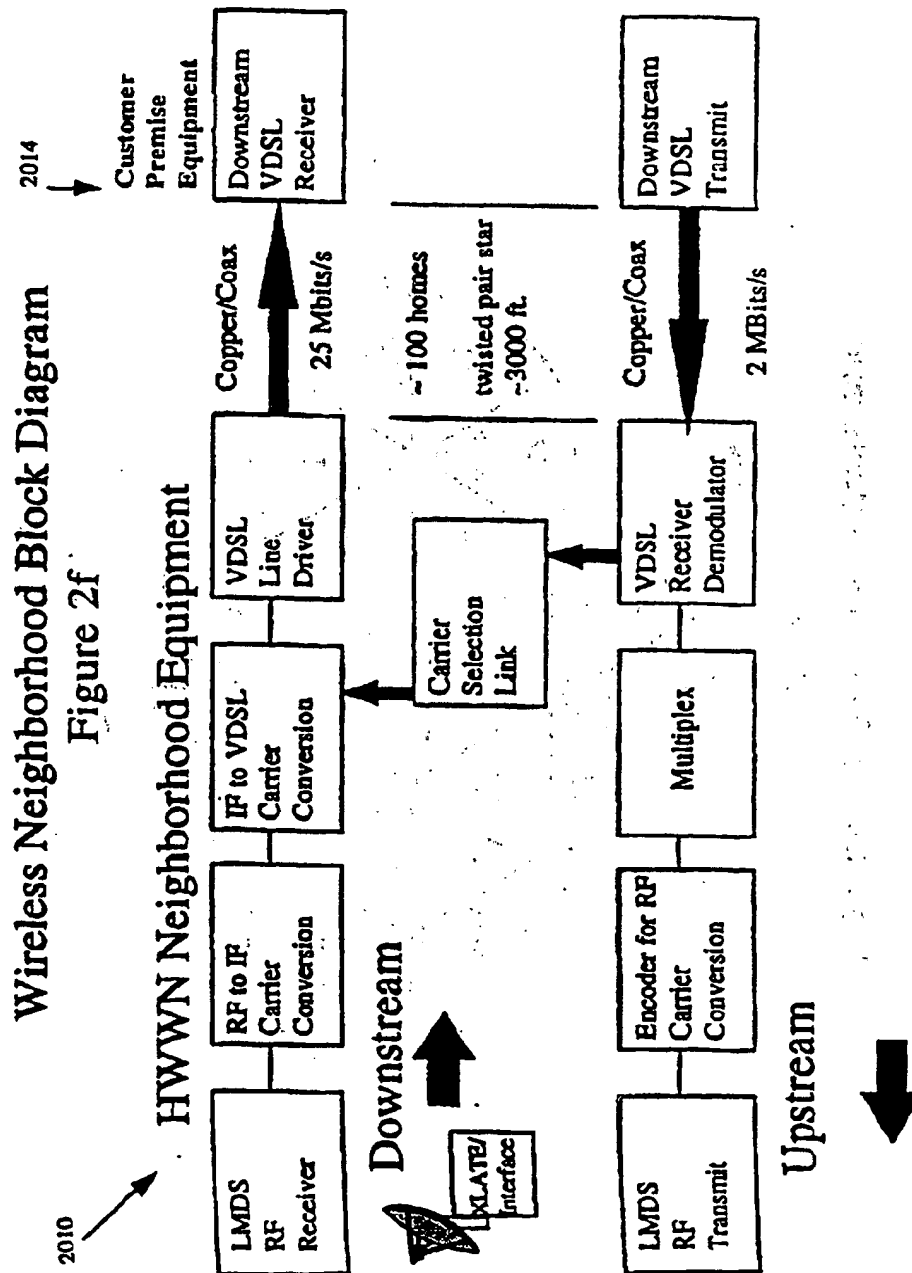 Wireless Neighborhood Block Diagram
Figure 2f
2010
HWWN Neighborhood Equipment
2014
Customer
Premise
Equipment
LMDS
RF
Receiver
RF to IF
Carrier
Conversion
IF to VDSL
Carrier
Conversion
VDSL
Line
Driver
Copper/Coax
25 Mbits/s
Downstream
VDSL
Receiver
Downstream
XLATE/
Interface
Carrier
Selection
Link
~ 100 homes
twisted pair star
~3000 ft.
LMDS
RF
Transmit
Encoder for RF
Carrier
Conversion
Multiplex
VDSL
Receiver
Demodulator
Copper/Coax
2 MBits/s
Downstream
VDSL
Transmit
Upstream